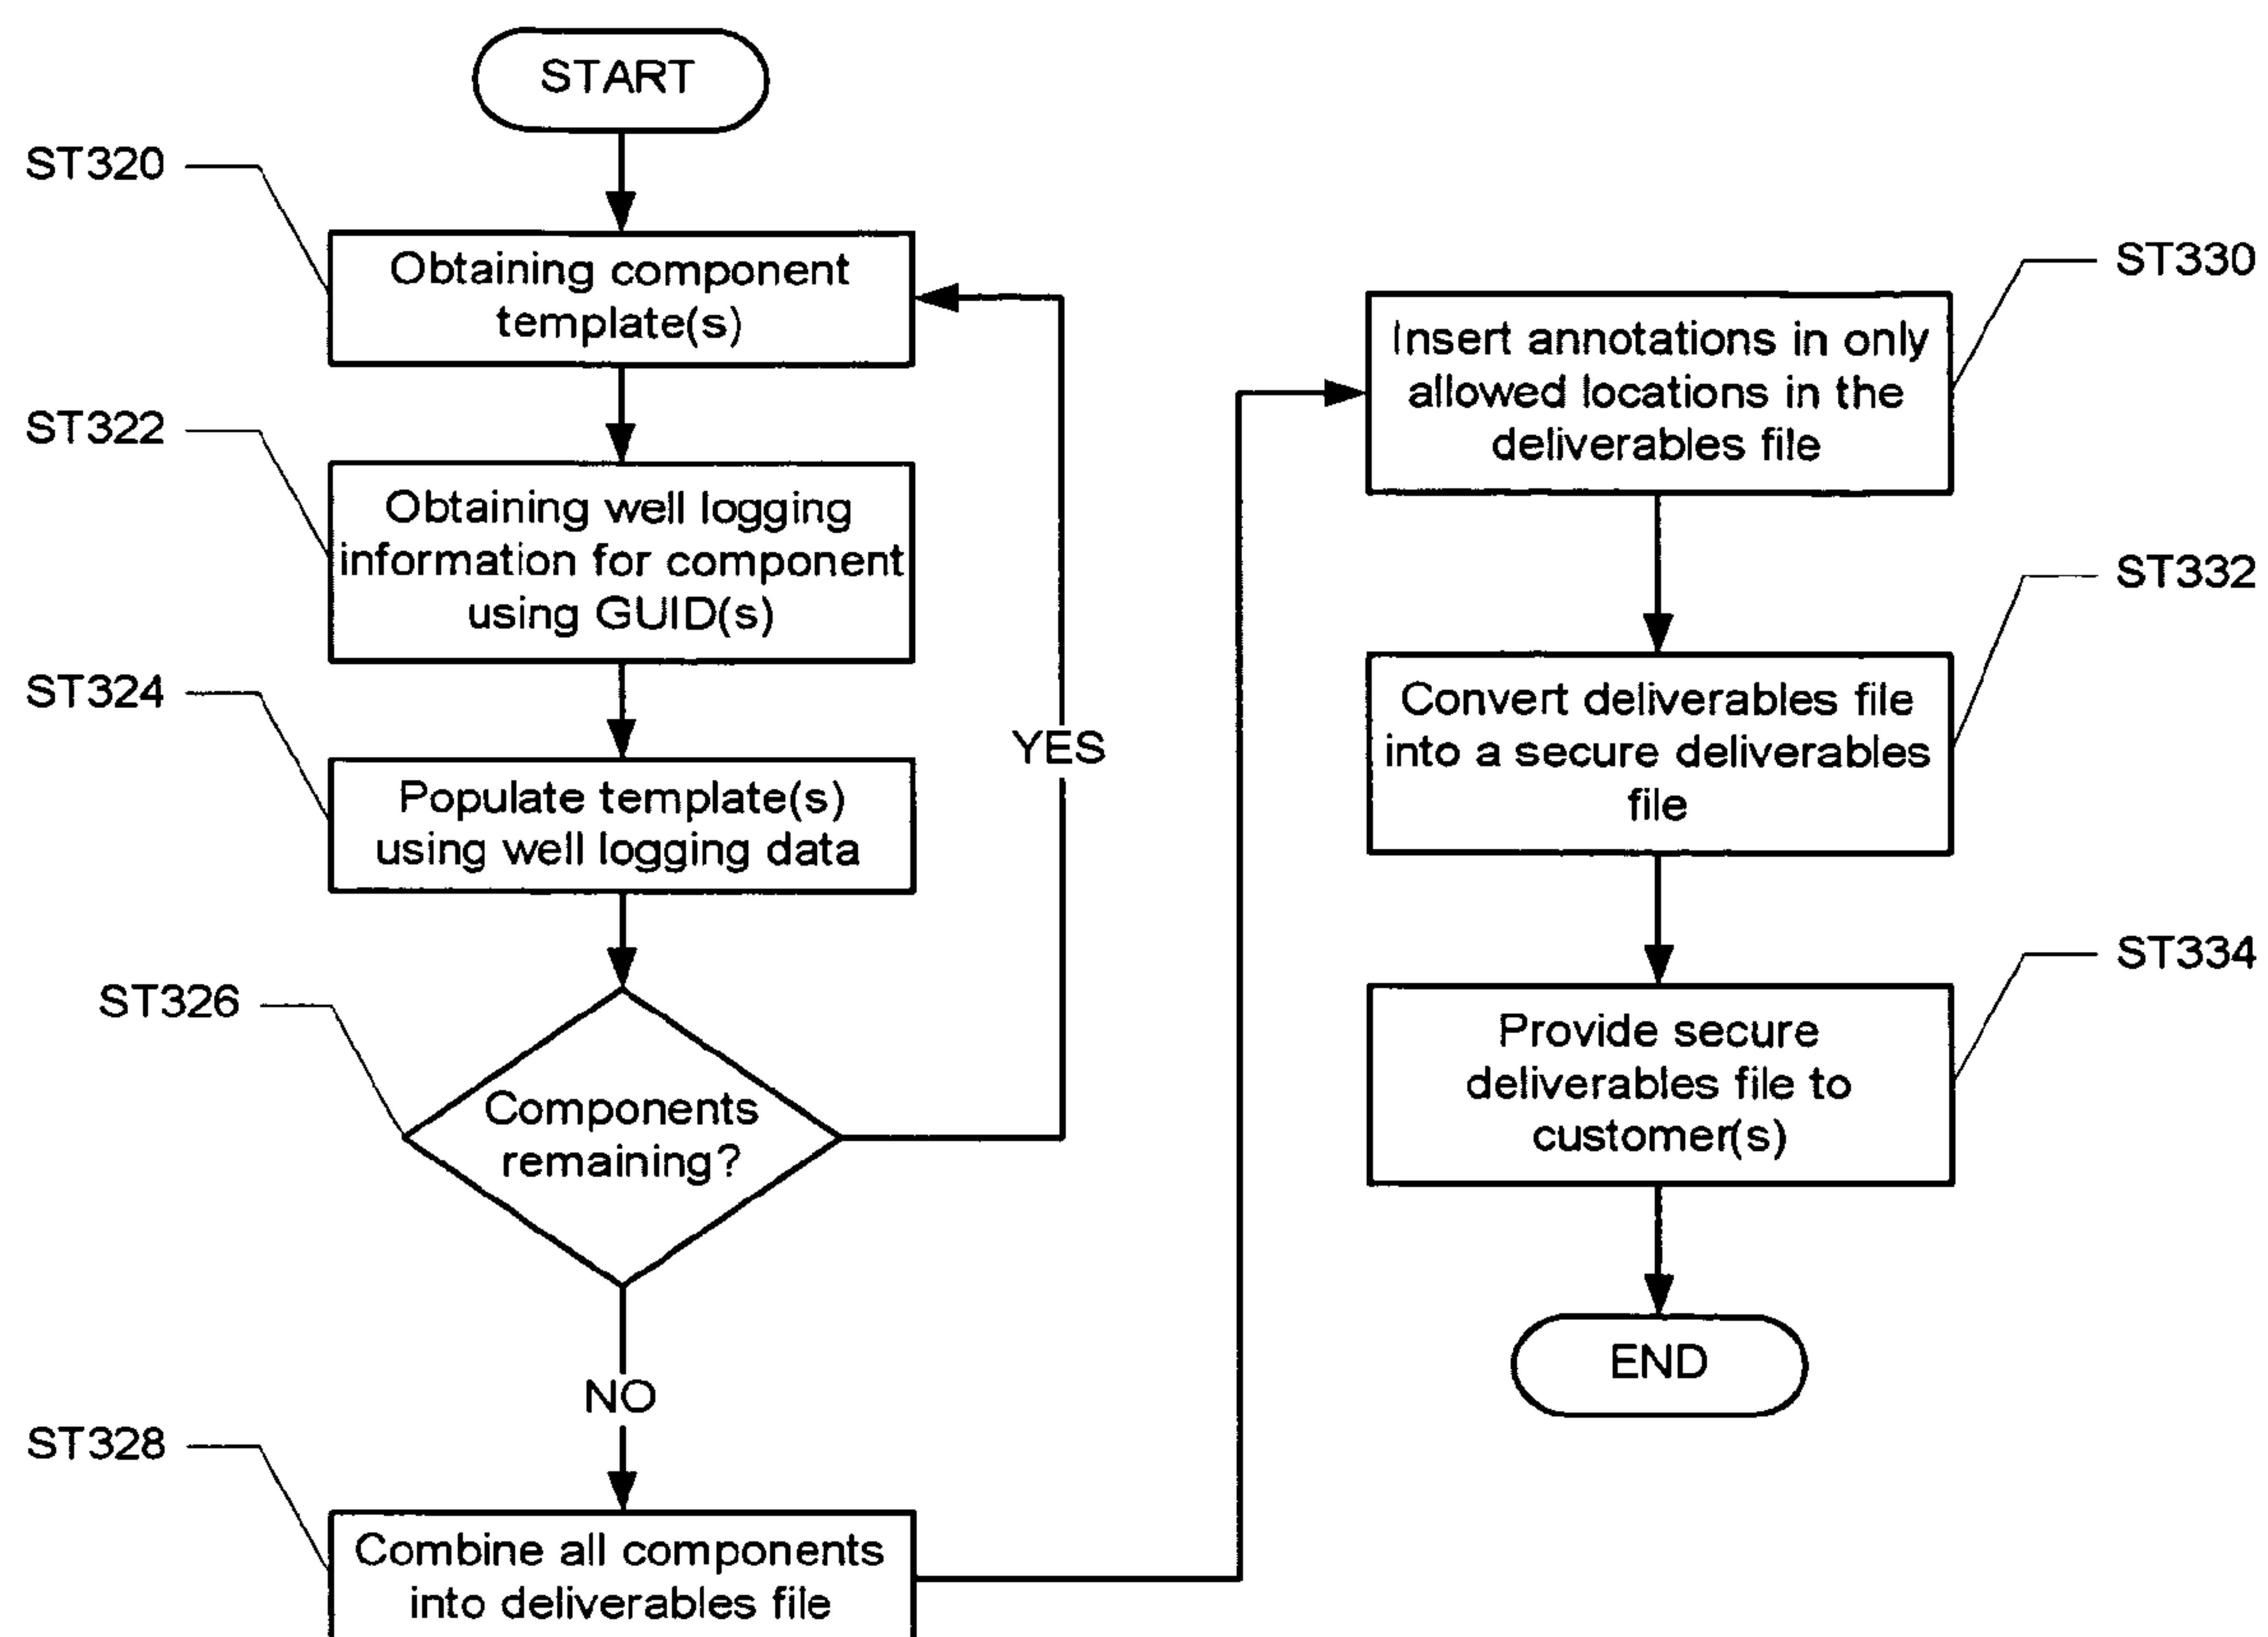 START
ST320
Obtaining component
template(s)
ST322
Obtaining well logging
information for component
using GUID(s)
ST324
Populate template(s)
using well logging data
YES
ST326
Components
remaining?
NO
ST328
Combine all components
into deliverables file
ST330
Insert annotations in only
allowed locations in the
deliverables file
ST332
Convert deliverables file
into a secure deliverables
file
ST334
Provide secure
deliverables file to
customer(s)
END